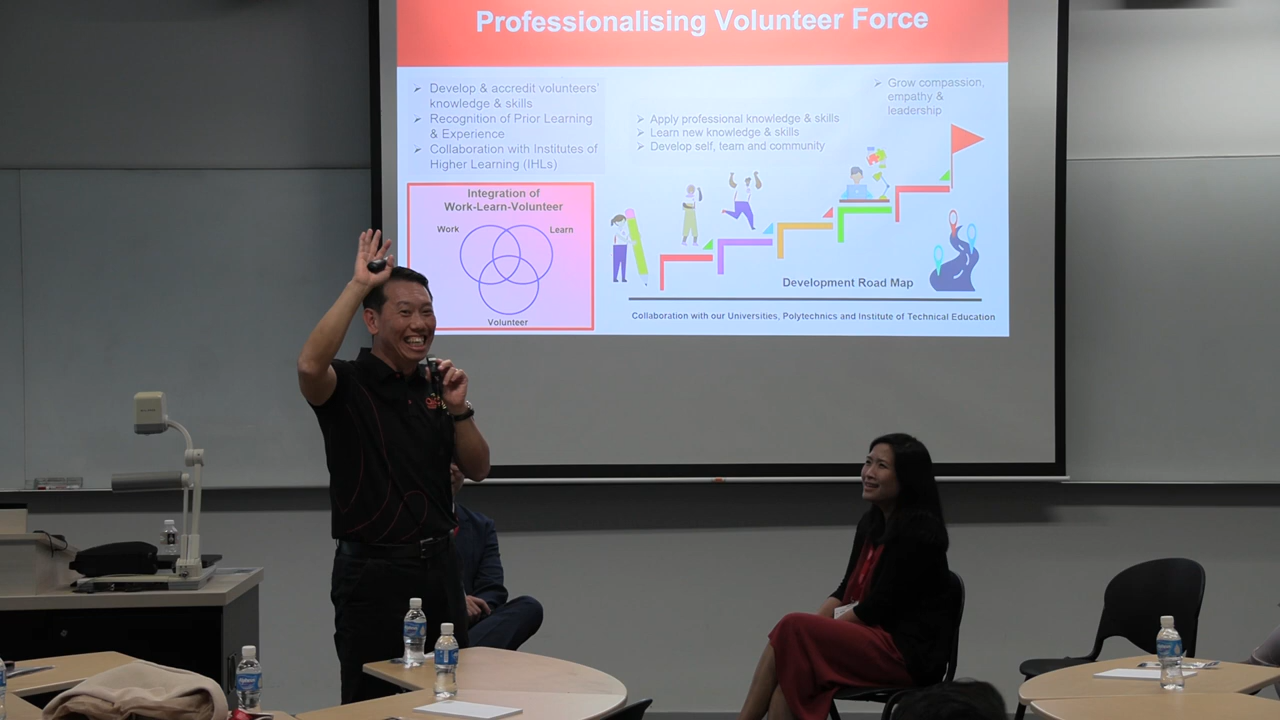 Professionalising Volunteer Force
➢ Develop & accredit volunteers'
knowledge & skills
➢ Recognition of Prior Learning
& Experience
➢ Collaboration with Institutes of
Higher Learning (IHLs)
➢ Apply professional knowledge & skills
➢ Learn new knowledge & skills
➢ Develop self, team and community
➢ Grow compassion,
empathy &
leadership
Integration of
Work-Learn-Volunteer
Work
Learn
Volunteer
Development Road Map
Collaboration with our Universities, Polytechnics and Institute of Technical Education